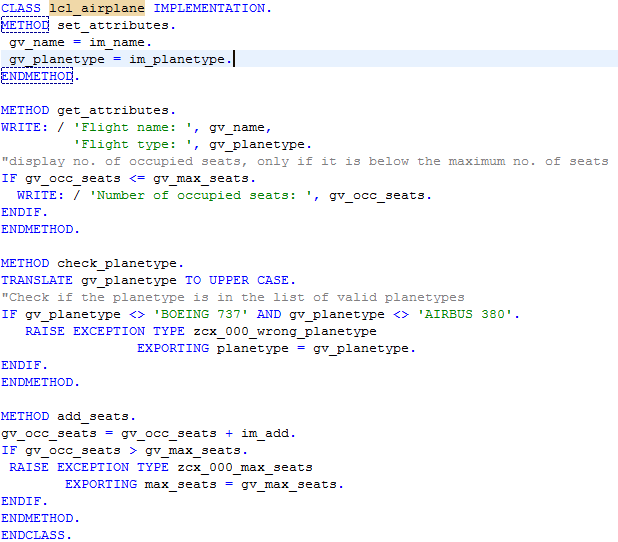 CLASS lcl_airplane IMPLEMENTATION.
METHOD set_attributes.
 gv_name = im_name.
 gv_planetype = im_planetype.
ENDMETHOD.

METHOD get_attributes.
WRITE: / 'Flight name: ', gv_name,
         'Flight type: ', gv_planetype.
"display no. of occupied seats, only if it is below the maximum no. of seats
IF gv_occ_seats <= gv_max_seats.
  WRITE: / 'Number of occupied seats: ', gv_occ_seats.
ENDIF.
ENDMETHOD.

METHOD check_planetype.
TRANSLATE gv_planetype TO UPPER CASE.
"Check if the planetype is in the list of valid planetypes
IF gv_planetype <> 'BOEING 737' AND gv_planetype <> 'AIRBUS 380'.
   RAISE EXCEPTION TYPE zcx_000_wrong_planetype
                 EXPORTING planetype = gv_planetype.
ENDIF.
ENDMETHOD.

METHOD add_seats.
gv_occ_seats = gv_occ_seats + im_add.
IF gv_occ_seats > gv_max_seats.
 RAISE EXCEPTION TYPE zcx_000_max_seats
        EXPORTING max_seats = gv_max_seats.
ENDIF.
ENDMETHOD.
ENDCLASS.